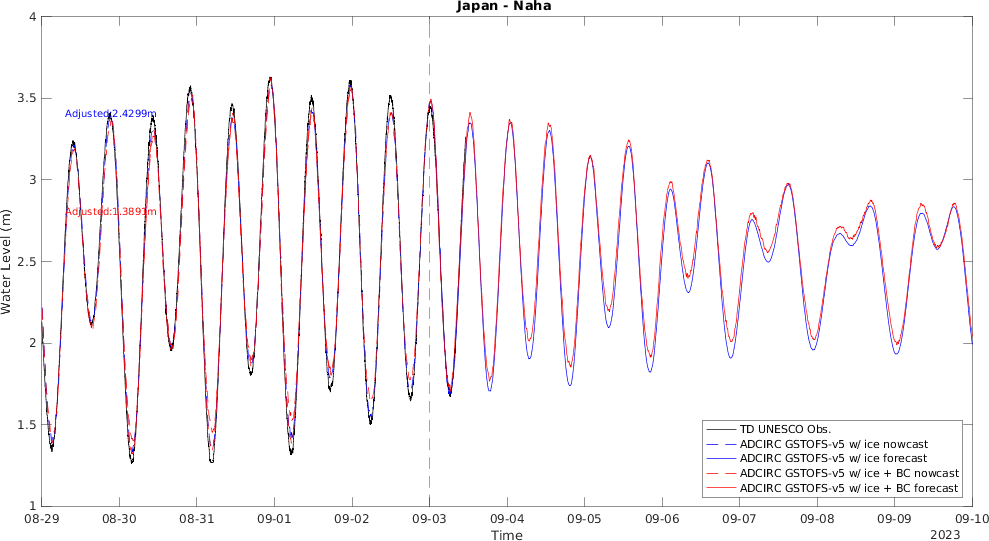 Japan - Naha
4
3.5
3
2.5
2
1.5
1
Water Level (m)
Adjusted:2.4299m
Adjusted:1.3891m
TD UNESCO Obs.
ADCIRC GSTOFS-v5 w/ ice nowcast
ADCIRC GSTOFS-v5 w/ ice forecast
ADCIRC GSTOFS-v5 w/ ice + BC nowcast
ADCIRC GSTOFS-v5 w/ ice + BC forecast
08-29 08-30 08-31 09-01 09-02 09-03 09-04 09-05 09-06 09-07 09-08 09-09 09-10
Time
2023